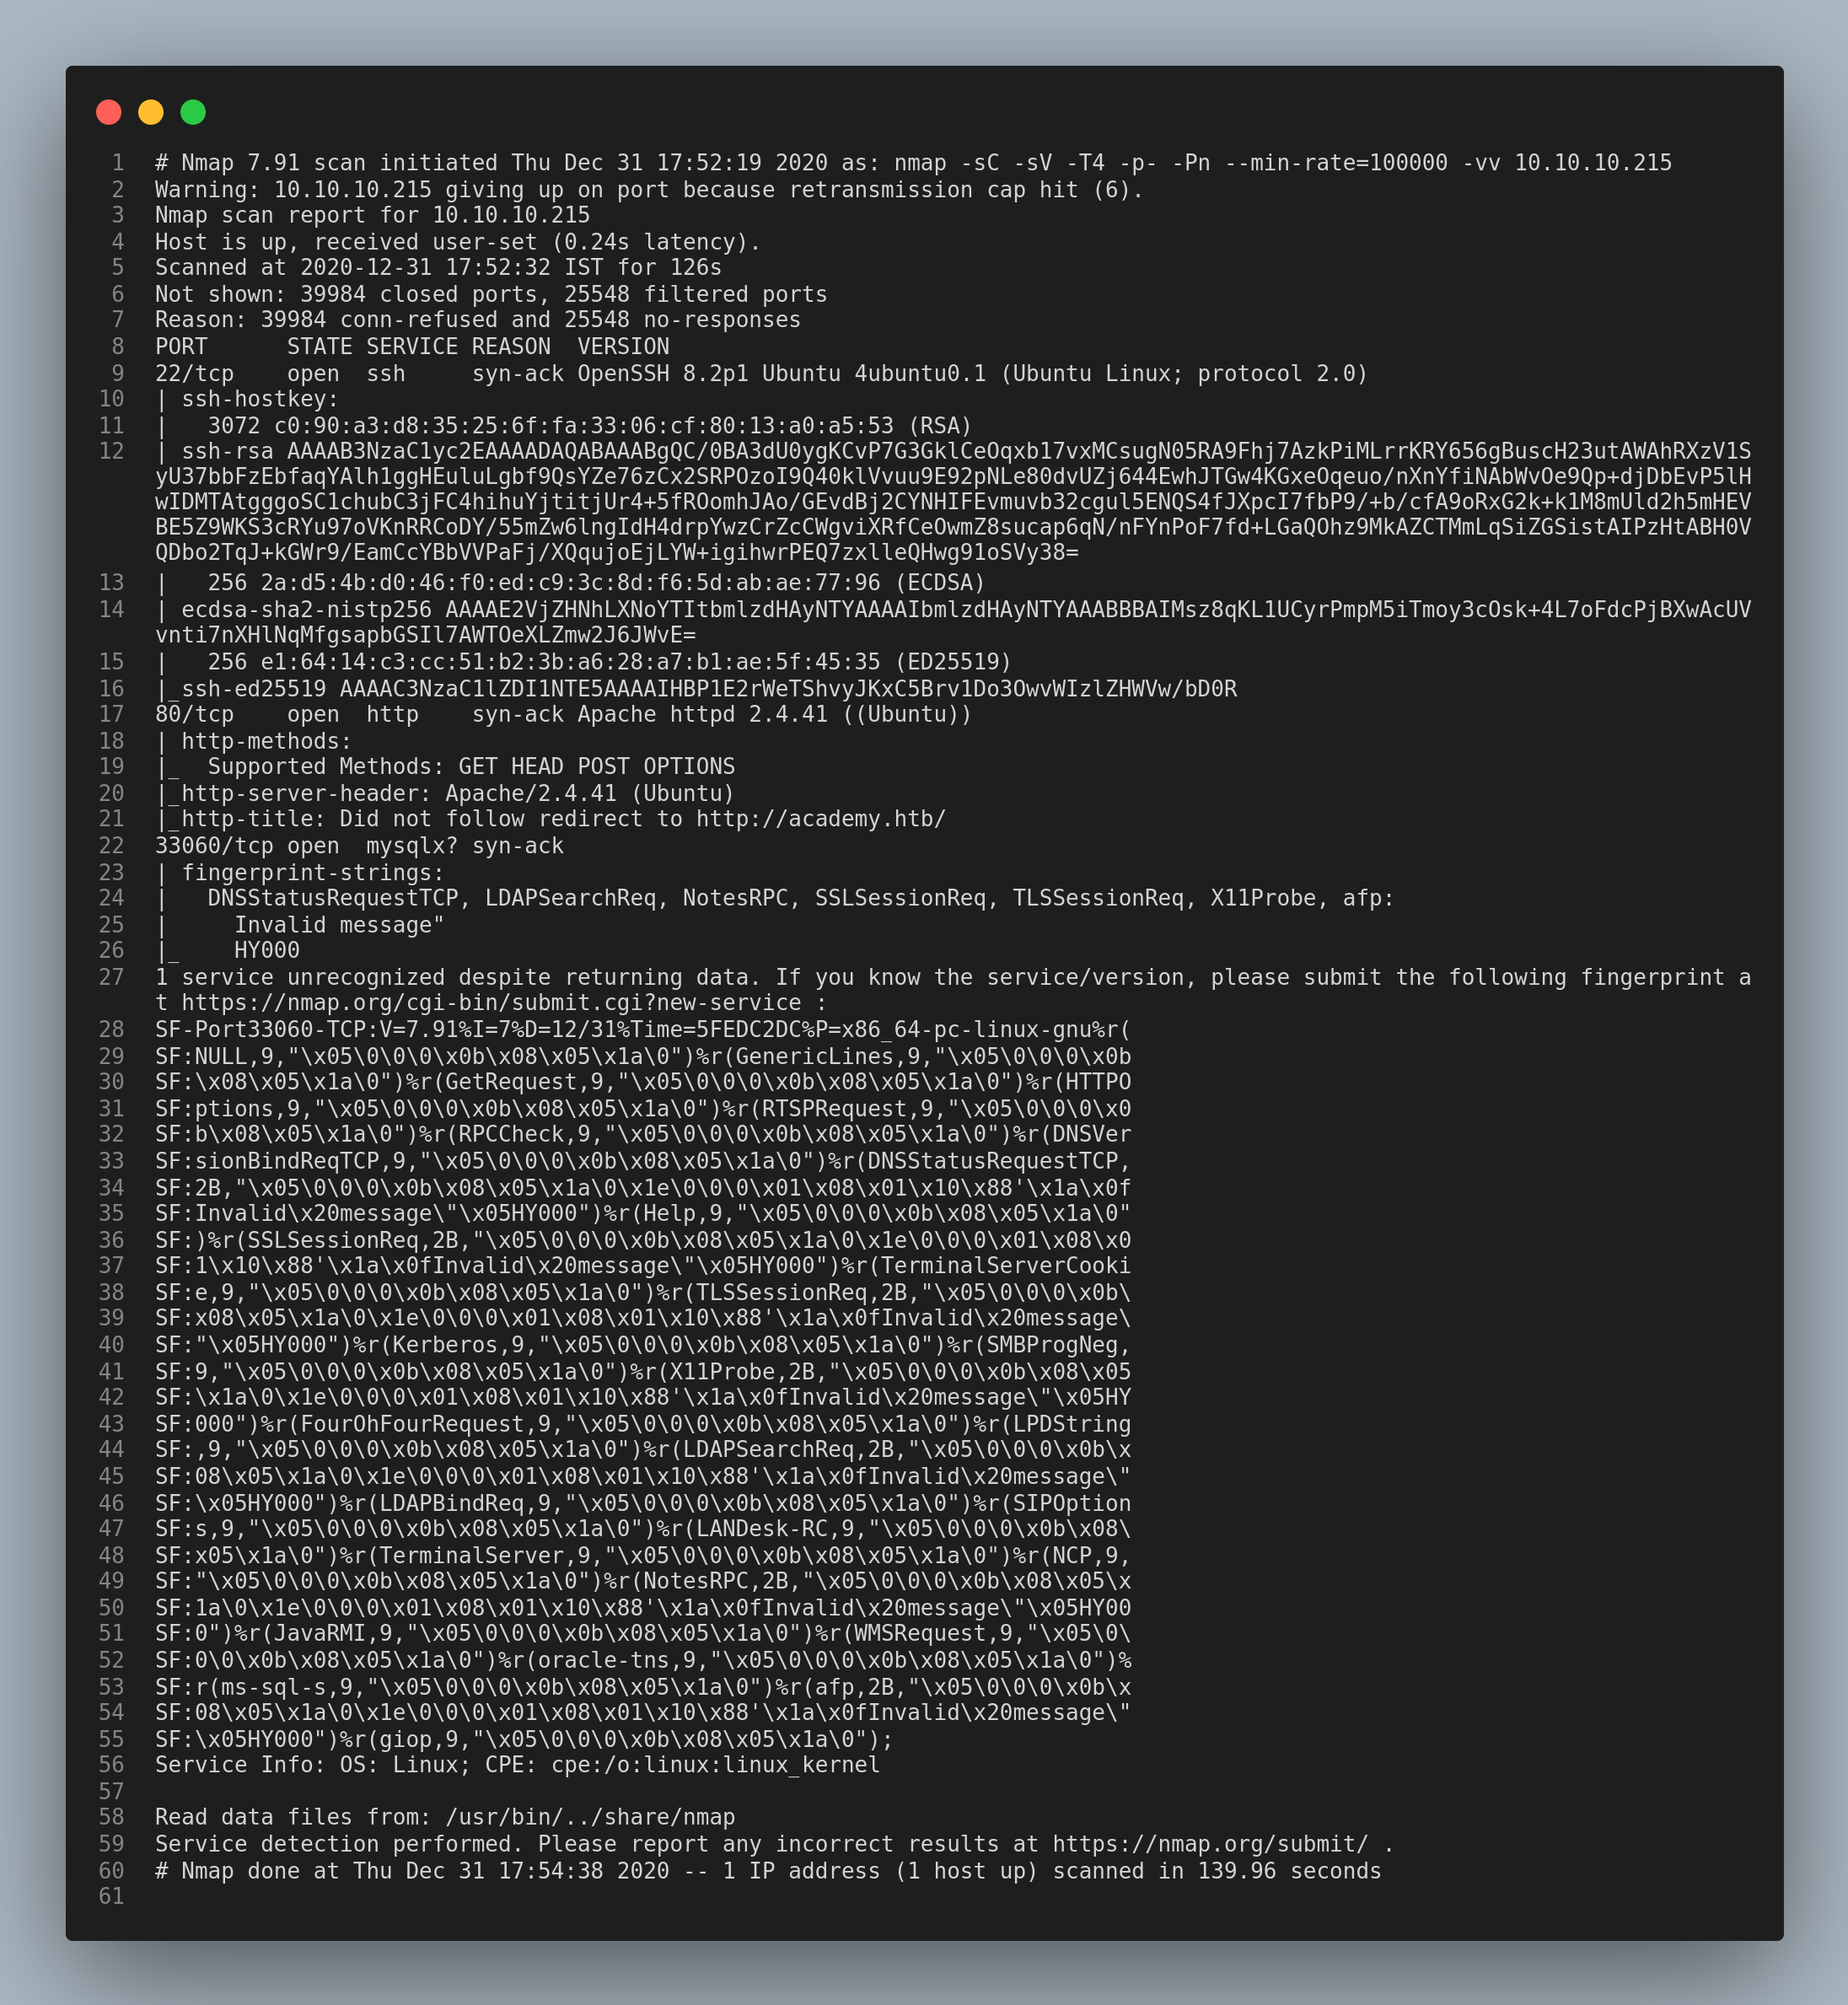 1 # Nmap 7.91 scan initiated Thu Dec 31 17:52:19 2020 as: nmap -sC -sV -T4 -p- -Pn --min-rate=100000 -vv 10.10.10.215
2 Warning: 10.10.10.215 giving up on port because retransmission cap hit (6).
3 Nmap scan report for 10.10.10.215
4 Host is up, received user-set (0.24s latency).
5 Scanned at 2020-12-31 17:52:32 IST for 126s
6 Not shown: 39984 closed ports, 25548 filtered ports
7 Reason: 39984 conn-refused and 25548 no-responses
8 PORT      STATE SERVICE REASON  VERSION
9 22/tcp    open  ssh     syn-ack OpenSSH 8.2p1 Ubuntu 4ubuntu0.1 (Ubuntu Linux; protocol 2.0)
10 | ssh-hostkey:
11 |   3072 c0:90:a3:d8:35:25:6f:fa:33:06:cf:80:13:a0:a5:53 (RSA)
12 | ssh-rsa AAAAB3NzaC1yc2EAAAADAQABAAABgQC/0BA3dU0ygKCvP7G3GklCeOqxb17vxMCsugN05RA9Fhj7AzkPiMLrrKRY656gBuscH23utAWAhRXzV1S
yU37bbFzEbfaqYAlh1ggHEuluLgbf9QsYZe76zCx2SRPOzoI9Q40klVvuu9E92pNLe80dvUZj644EwhJTGw4KGxeOqeuo/nXnYfiNAbWvOe9Qp+djDbEvP5lH
wIDMTAtgggoSC1chubC3jFC4hihuYjtitjUr4+5fROomhJAo/GEvdBj2CYNHIFEvmuvb32cgul5ENQS4fJXpcI7fbP9/+b/cfA9oRxG2k+k1M8mUld2h5mHEV
BE5Z9WKS3cRYu97oVKnRRCoDY/55mZw6lngIdH4drpYwzCrZcCWgviXRfCeOwmZ8sucap6qN/nFYnPoF7fd+LGaQOhz9MkAZCTMmLqSiZGSistAIPzHtABH0V
QDbo2TqJ+kGWr9/EamCcYBbVVPaFj/XQqujoEjLYW+igihwrPEQ7zxlleQHwg91oSVy38=
13 |   256 2a:d5:4b:d0:46:f0:ed:c9:3c:8d:f6:5d:ab:ae:77:96 (ECDSA)
14 | ecdsa-sha2-nistp256 AAAAE2VjZHNhLXNoYTItbmlzdHAyNTYAAAAIbmlzdHAyNTYAAABBBAIMsz8qKL1UCyrPmpM5iTmoy3cOsk+4L7oFdcPjBXwAcUV
vnti7nXHlNqMfgsapbGSIl7AWTOeXLZmw2J6JWvE=
15 |   256 e1:64:14:c3:cc:51:b2:3b:a6:28:a7:b1:ae:5f:45:35 (ED25519)
16 |_ssh-ed25519 AAAAC3NzaC1lZDI1NTE5AAAAIHBP1E2rWeTShvyJKxC5Brv1Do3OwvWIzlZHWVw/bD0R
17 80/tcp    open  http    syn-ack Apache httpd 2.4.41 ((Ubuntu))
18 | http-methods:
19 |_  Supported Methods: GET HEAD POST OPTIONS
20 |_http-server-header: Apache/2.4.41 (Ubuntu)
21 |_http-title: Did not follow redirect to http://academy.htb/
22 33060/tcp open  mysqlx? syn-ack
23 | fingerprint-strings:
24 |   DNSStatusRequestTCP, LDAPSearchReq, NotesRPC, SSLSessionReq, TLSSessionReq, X11Probe, afp:
25 |     Invalid message"
26 |_    HY000
27 1 service unrecognized despite returning data. If you know the service/version, please submit the following fingerprint a
t https://nmap.org/cgi-bin/submit.cgi?new-service :
28 SF-Port33060-TCP:V=7.91%I=7%D=12/31%Time=5FEDC2DC%P=x86_64-pc-linux-gnu%r(
29 SF:NULL,9,"\x05\0\0\0\x0b\x08\x05\x1a\0")%r(GenericLines,9,"\x05\0\0\0\x0b
30 SF:\x08\x05\x1a\0")%r(GetRequest,9,"\x05\0\0\0\x0b\x08\x05\x1a\0")%r(HTTPO
31 SF:ptions,9,"\x05\0\0\0\x0b\x08\x05\x1a\0")%r(RTSPRequest,9,"\x05\0\0\0\x0
32 SF:b\x08\x05\x1a\0")%r(RPCCheck,9,"\x05\0\0\0\x0b\x08\x05\x1a\0")%r(DNSVer
33 SF:sionBindReqTCP,9,"\x05\0\0\0\x0b\x08\x05\x1a\0")%r(DNSStatusRequestTCP,
34 SF:2B,"\x05\0\0\0\x0b\x08\x05\x1a\0\x1e\0\0\0\x01\x08\x01\x10\x88'\x1a\x0f
35 SF:Invalid\x20message\"\x05HY000")%r(Help,9,"\x05\0\0\0\x0b\x08\x05\x1a\0"
36 SF:)%r(SSLSessionReq,2B,"\x05\0\0\0\x0b\x08\x05\x1a\0\x1e\0\0\0\x01\x08\x0
37 SF:1\x10\x88'\x1a\x0fInvalid\x20message\"\x05HY000")%r(TerminalServerCooki
38 SF:e,9,"\x05\0\0\0\x0b\x08\x05\x1a\0")%r(TLSSessionReq,2B,"\x05\0\0\0\x0b\
39 SF:x08\x05\x1a\0\x1e\0\0\0\x01\x08\x01\x10\x88'\x1a\x0fInvalid\x20message\
40 SF:"\x05HY000")%r(Kerberos,9,"\x05\0\0\0\x0b\x08\x05\x1a\0")%r(SMBProgNeg,
41 SF:9,"\x05\0\0\0\x0b\x08\x05\x1a\0")%r(X11Probe,2B,"\x05\0\0\0\x0b\x08\x05
42 SF:\x1a\0\x1e\0\0\0\x01\x08\x01\x10\x88'\x1a\x0fInvalid\x20message\"\x05HY
43 SF:000")%r(FourOhFourRequest,9,"\x05\0\0\0\x0b\x08\x05\x1a\0")%r(LPDString
44 SF:,9,"\x05\0\0\0\x0b\x08\x05\x1a\0")%r(LDAPSearchReq,2B,"\x05\0\0\0\x0b\x
45 SF:08\x05\x1a\0\x1e\0\0\0\x01\x08\x01\x10\x88'\x1a\x0fInvalid\x20message\"
46 SF:\x05HY000")%r(LDAPBindReq,9,"\x05\0\0\0\x0b\x08\x05\x1a\0")%r(SIPOption
47 SF:s,9,"\x05\0\0\0\x0b\x08\x05\x1a\0")%r(LANDesk-RC,9,"\x05\0\0\0\x0b\x08\
48 SF:x05\x1a\0")%r(TerminalServer,9,"\x05\0\0\0\x0b\x08\x05\x1a\0")%r(NCP,9,
49 SF:"\x05\0\0\0\x0b\x08\x05\x1a\0")%r(NotesRPC,2B,"\x05\0\0\0\x0b\x08\x05\x
50 SF:1a\0\x1e\0\0\0\x01\x08\x01\x10\x88'\x1a\x0fInvalid\x20message\"\x05HY00
51 SF:0")%r(JavaRMI,9,"\x05\0\0\0\x0b\x08\x05\x1a\0")%r(WMSRequest,9,"\x05\0\
52 SF:0\0\x0b\x08\x05\x1a\0")%r(oracle-tns,9,"\x05\0\0\0\x0b\x08\x05\x1a\0")%
53 SF:r(ms-sql-s,9,"\x05\0\0\0\x0b\x08\x05\x1a\0")%r(afp,2B,"\x05\0\0\0\x0b\x
54 SF:08\x05\x1a\0\x1e\0\0\0\x01\x08\x01\x10\x88'\x1a\x0fInvalid\x20message\"
55 SF:\x05HY000")%r(giop,9,"\x05\0\0\0\x0b\x08\x05\x1a\0");
56 Service Info: OS: Linux; CPE: cpe:/o:linux:linux_kernel
57
58 Read data files from: /usr/bin/../share/nmap
59 Service detection performed. Please report any incorrect results at https://nmap.org/submit/ .
60 # Nmap done at Thu Dec 31 17:54:38 2020 -- 1 IP address (1 host up) scanned in 139.96 seconds
61